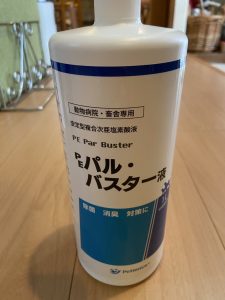 動物病院・畜舎専用
安定型複合次亜塩素酸液
PE Par Buster
PEパル・
バスター液
除菌 消臭 対策に